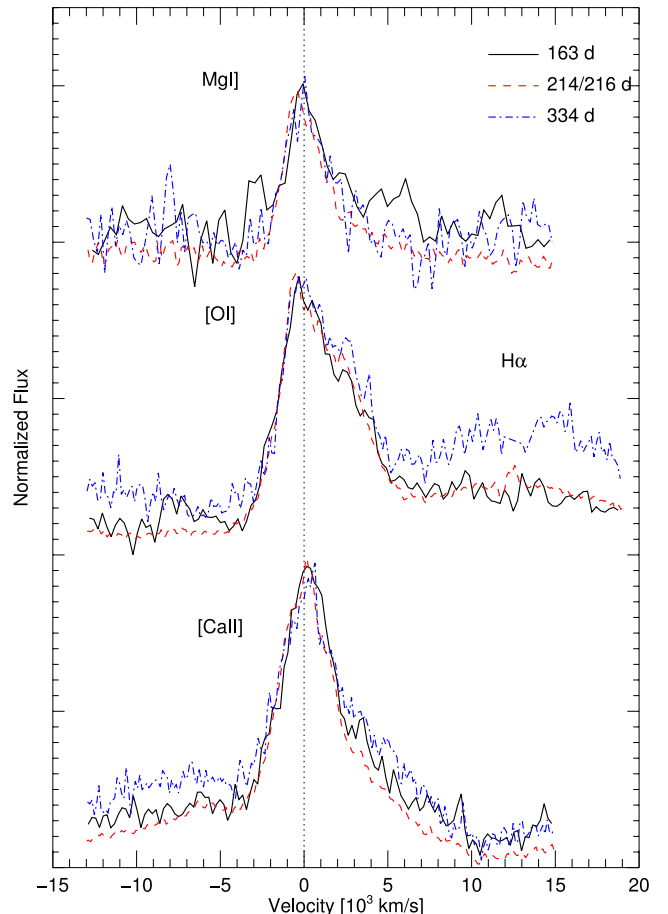 163 d
MgI]
214/216 d
334 d
[OI]
Hα
Normalized Flux
[CaII]
−15 −10 −5 0 5 10 15 20
Velocity [10³ km/s]